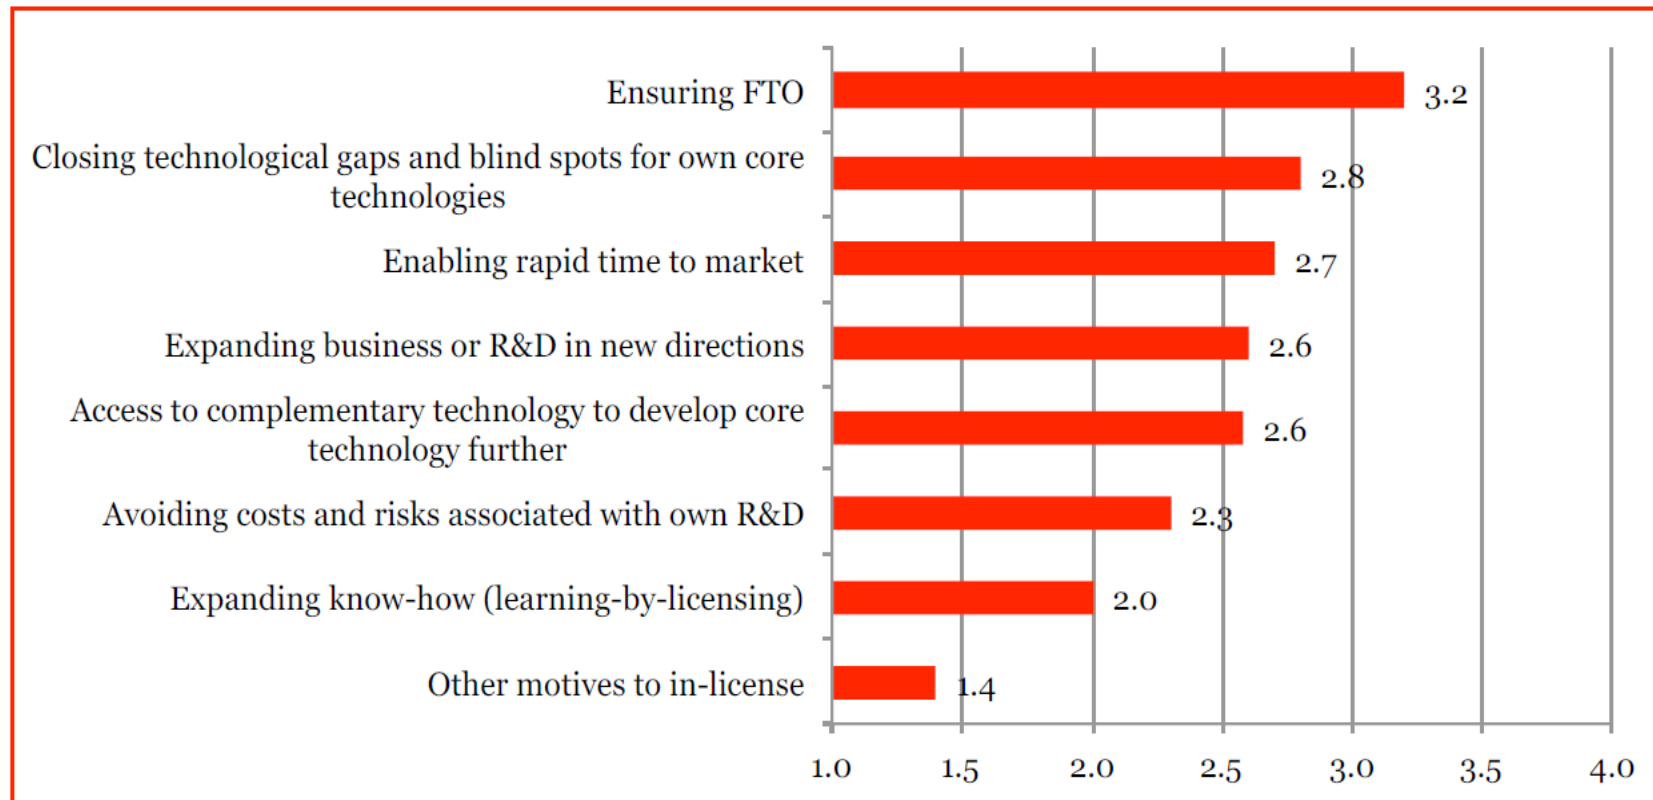 Ensuring FTO
3.2
Closing technological gaps and blind spots for own core
technologies
2.8
Enabling rapid time to market
2.7
Expanding business or R&D in new directions
2.6
Access to complementary technology to develop core
technology further
2.6
Avoiding costs and risks associated with own R&D
2.3
Expanding know-how (learning-by-licensing)
2.0
Other motives to in-license
1.4
1.0 1.5 2.0 2.5 3.0 3.5 4.0